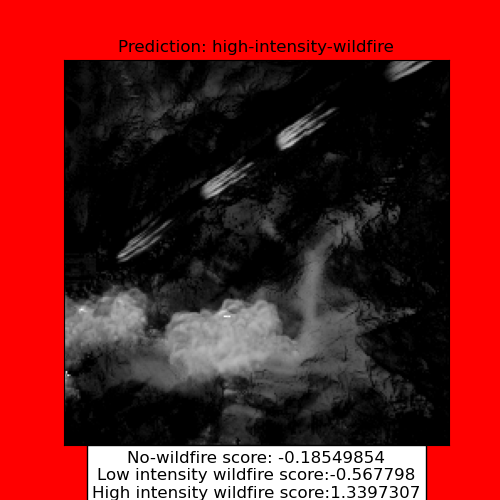 Prediction: high-intensity-wildfire
No-wildfire score: -0.18549854
Low intensity wildfire score:-0.567798
High intensity wildfire score:1.3397307